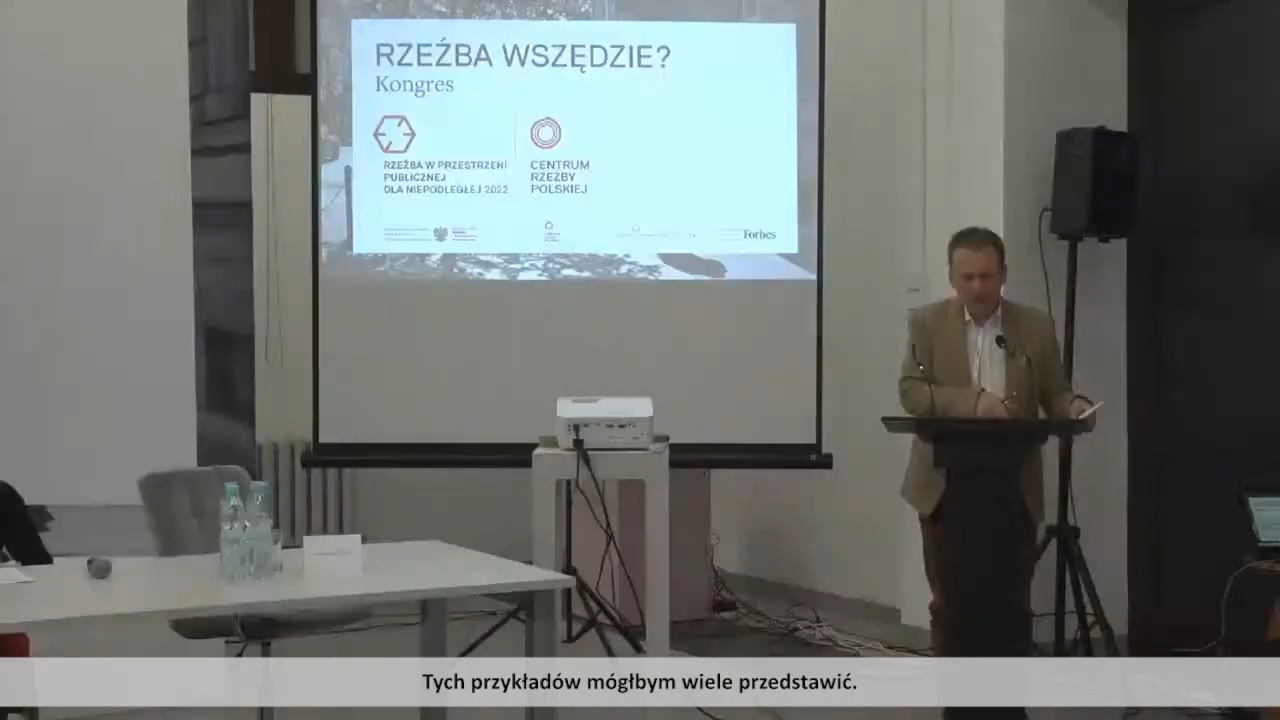 RZEŹBA WSZĘDZIE?
Kongres
RZEŹBA W PRZESTRZENI
PUBLICZNEJ
DLA NIEPODLEGŁEJ 2022
CENTRUM
RZEŹBY
POLSKIEJ
Forbes
Tych przykładów mógłbym wiele przedstawić.